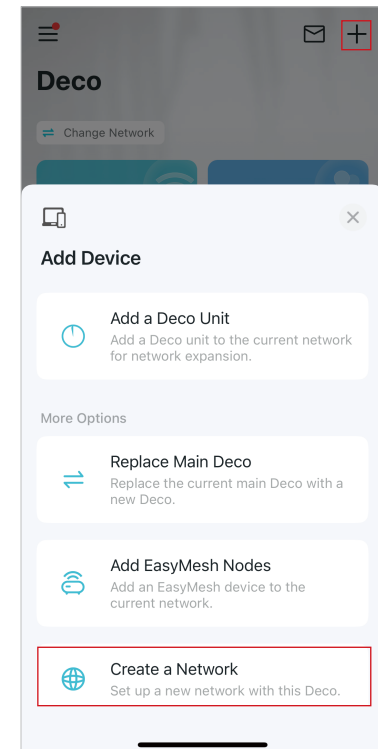 Deco
Change Network
Add Device
Add a Deco Unit
Add a Deco unit to the current network
for network expansion.
More Options
Replace Main Deco
Replace the current main Deco with a
new Deco.
Add EasyMesh Nodes
Add an EasyMesh device to the
current network.
Create a Network
Set up a new network with this Deco.